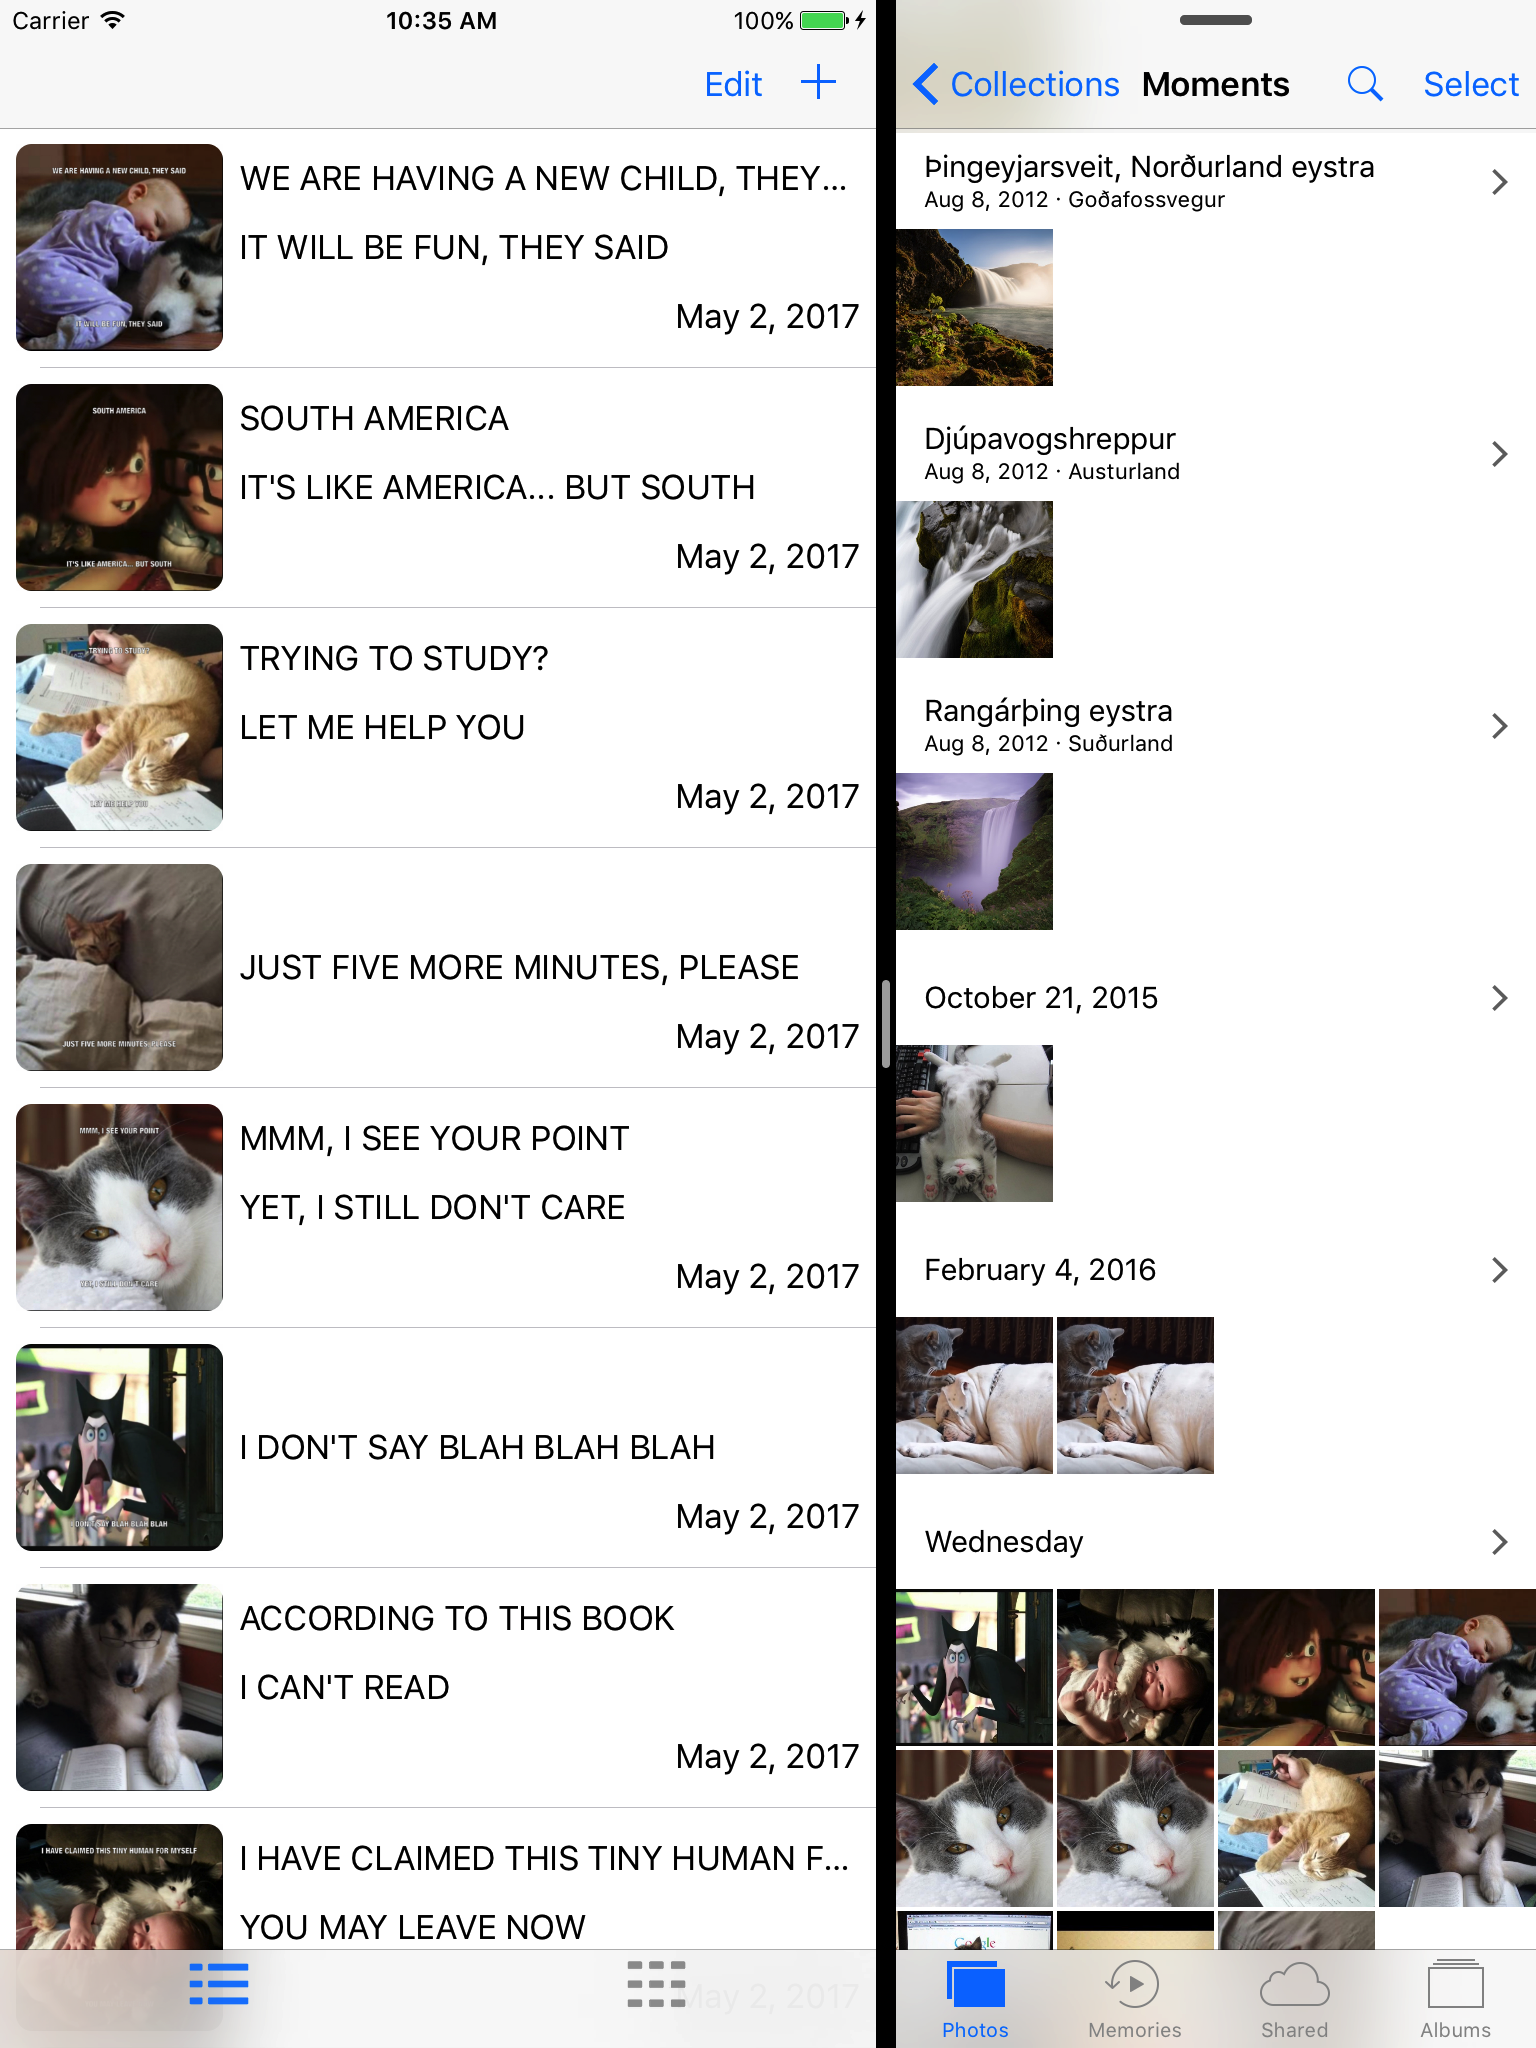 Carrier 10:35 AM 100%
Edit
WE ARE HAVING A NEW CHILD, THEY SAID
IT WILL BE FUN, THEY SAID
WE ARE HAVING A NEW CHILD, THEY...
IT WILL BE FUN, THEY SAID
May 2, 2017
SOUTH AMERICA
IT'S LIKE AMERICA... BUT SOUTH
SOUTH AMERICA
IT'S LIKE AMERICA... BUT SOUTH
May 2, 2017
TRYING TO STUDY?
LET ME HELP YOU
TRYING TO STUDY?
LET ME HELP YOU
May 2, 2017
JUST FIVE MORE MINUTES, PLEASE
JUST FIVE MORE MINUTES, PLEASE
May 2, 2017
MMM, I SEE YOUR POINT
YET, I STILL DON'T CARE
MMM, I SEE YOUR POINT
YET, I STILL DON'T CARE
May 2, 2017
I DON'T SAY BLAH BLAH BLAH
I DON'T SAY BLAH BLAH BLAH
May 2, 2017
ACCORDING TO THIS BOOK
I CAN'T READ
May 2, 2017
I HAVE CLAIMED THIS TINY HUMAN FOR MYSELF
I HAVE CLAIMED THIS TINY HUMAN F...
YOU MAY LEAVE NOW
May 2, 2017
Collections Moments Select
Þingeyjarsveit, Norðurland eystra
Aug 8, 2012 · Goðafossvegur
Djúpavogshreppur
Aug 8, 2012 · Austurland
Rangárþing eystra
Aug 8, 2012 · Suðurland
October 21, 2015
February 4, 2016
Wednesday
Google
Photos Memories Shared Albums